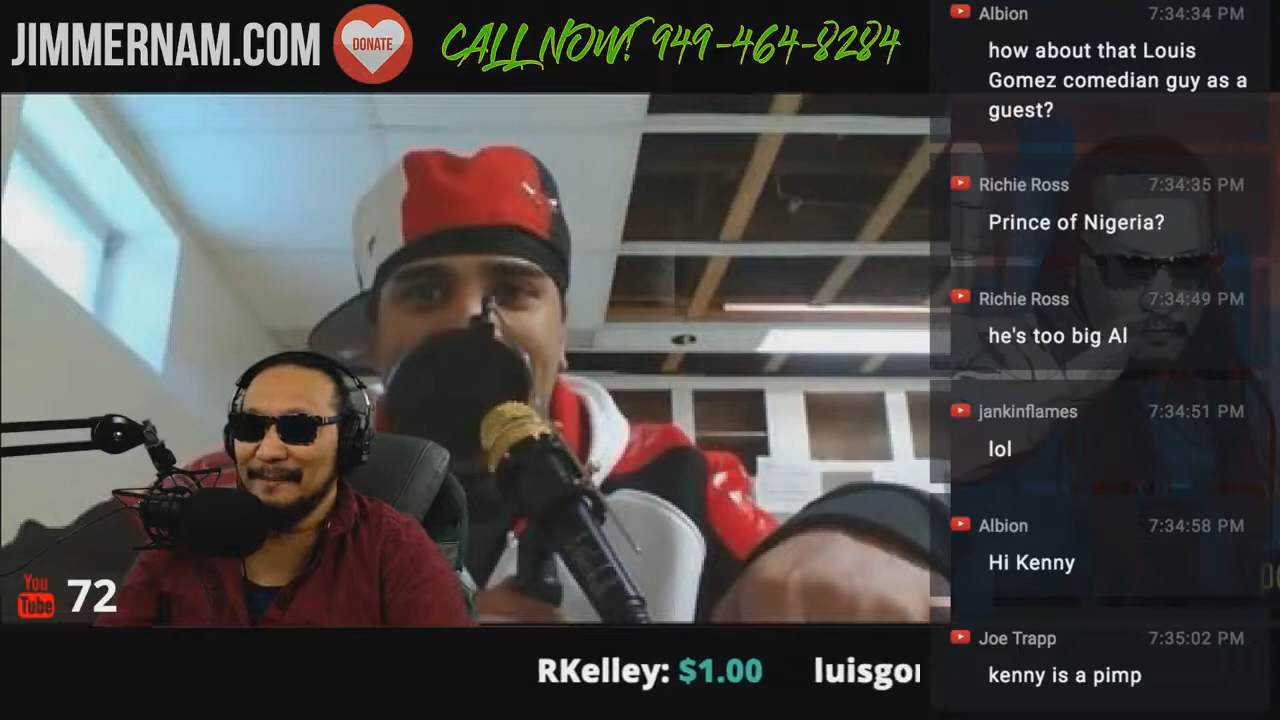 JIMMERNAM.COM
DONATE
CALL NOW! 949-464-8284
Albion 7:34:34 PM
how about that Louis
Gomez comedian guy as a
guest?
Richie Ross 7:34:35 PM
Prince of Nigeria?
Richie Ross 7:34:49 PM
he's too big Al
jankinflames 7:34:51 PM
lol
Albion 7:34:58 PM
Hi Kenny
Joe Trapp 7:35:02 PM
kenny is a pimp
You
Tube 72
RKelley: $1.00 luisgo